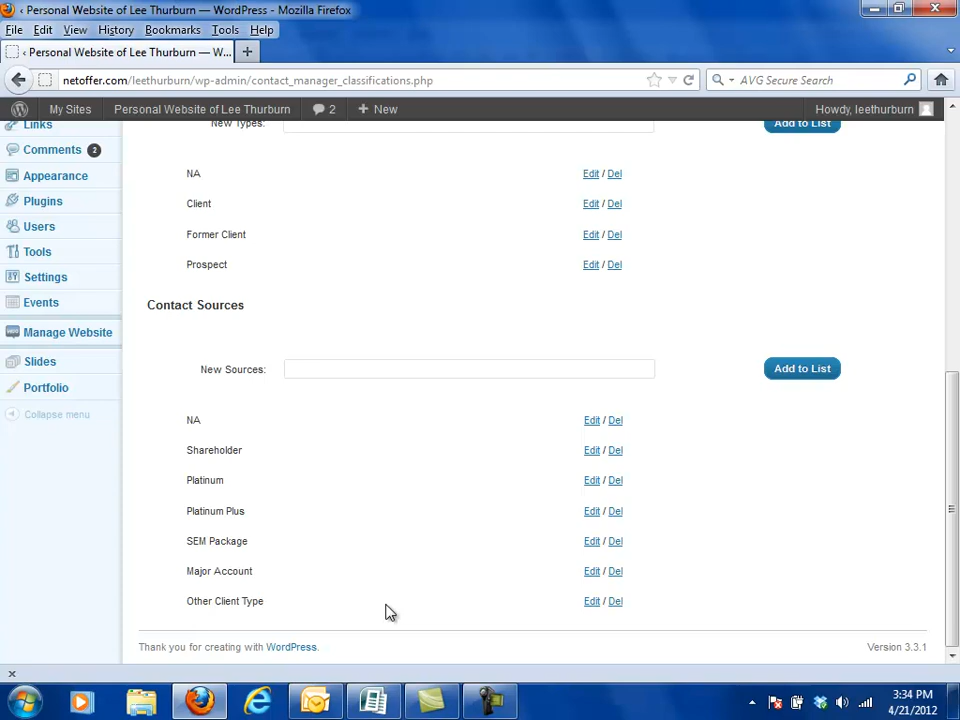 ‹ Personal Website of Lee Thurburn — WordPress - Mozilla Firefox
File Edit View History Bookmarks Tools Help
‹ Personal Website of Lee Thurburn — W... +
netoffer.com/leethurburn/wp-admin/contact_manager_classifications.php AVG Secure Search
My Sites Personal Website of Lee Thurburn 2 + New Howdy, leethurburn
Links
New Types: Add to List
Comments 2
Appearance
Plugins
Users
Tools
Settings
Events
Manage Website
Slides
Portfolio
Collapse menu
NA Edit / Del
Client Edit / Del
Former Client Edit / Del
Prospect Edit / Del
Contact Sources
New Sources: Add to List
NA Edit / Del
Shareholder Edit / Del
Platinum Edit / Del
Platinum Plus Edit / Del
SEM Package Edit / Del
Major Account Edit / Del
Other Client Type Edit / Del
Thank you for creating with WordPress. Version 3.3.1
x
3:34 PM
4/21/2012